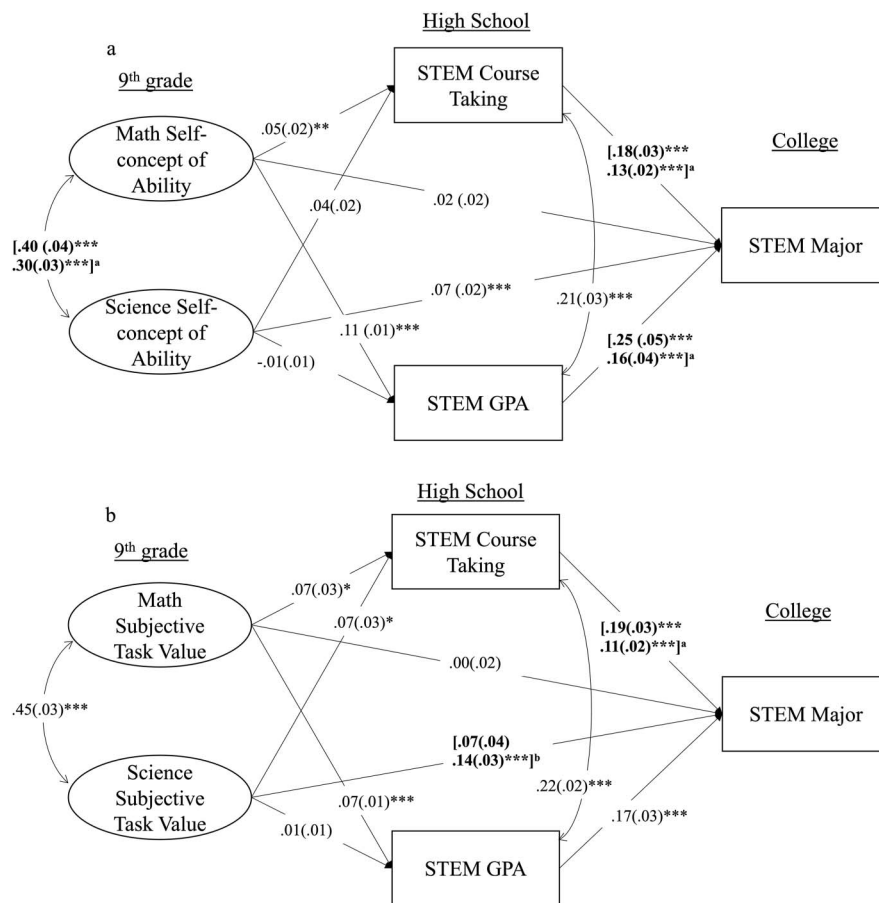 a
High School
9th grade
STEM Course
Taking
Math Self-
concept of
Ability
.05(.02)**
College
[.18(.03)***
.13(.02)***]a
.04(.02)
.02 (.02)
[.40 (.04)***
.30(.03)***]a
STEM Major
Science Self-
concept of
Ability
.07 (.02)***
.21(.03)***
.11 (.01)***
-.01(.01)
[.25 (.05)***
.16(.04)***]a
STEM GPA
b
High School
9th grade
STEM Course
Taking
Math
Subjective
Task Value
.07(.03)*
.07(.03)*
College
[.19(.03)***
.11(.02)***]a
.00(.02)
.45(.03)***
STEM Major
[.07(.04)
.14(.03)***]b
Science
Subjective
Task Value
.07(.01)***
.22(.02)***
.01(.01)
.17(.03)***
STEM GPA